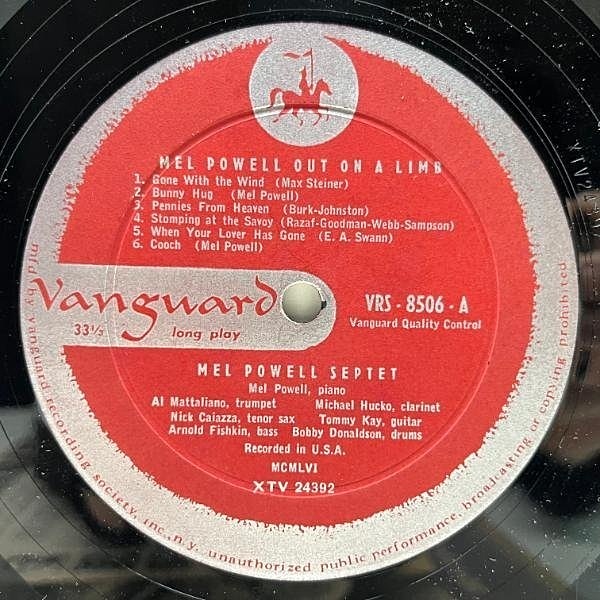 MEL POWELL OUT ON A LIMB
1. Gone With the Wind (Max Steiner)
2. Bunny Hug (Mel Powell)
3. Pennies From Heaven (Burk-Johnston)
4. Stomping at the Savoy (Razaf-Goodman-Webb-Sampson)
5. When Your Lover Has Gone (E. A. Swann)
6. Cooch (Mel Powell)
Vanguard
33⅓ long play
VRS - 8506 - A
Vanguard Quality Control
MEL POWELL SEPTET
Mel Powell, piano
Al Mattaliano, trumpet Michael Hucko, clarinet
Nick Caiazza, tenor sax Tommy Kay, guitar
Arnold Fishkin, bass Bobby Donaldson, drums
Recorded in U.S.A.
MCMLVI
XTV 24392
mfd by vanguard recording society, inc., n.y. unauthorized public performance, broadcasting or copying prohibited